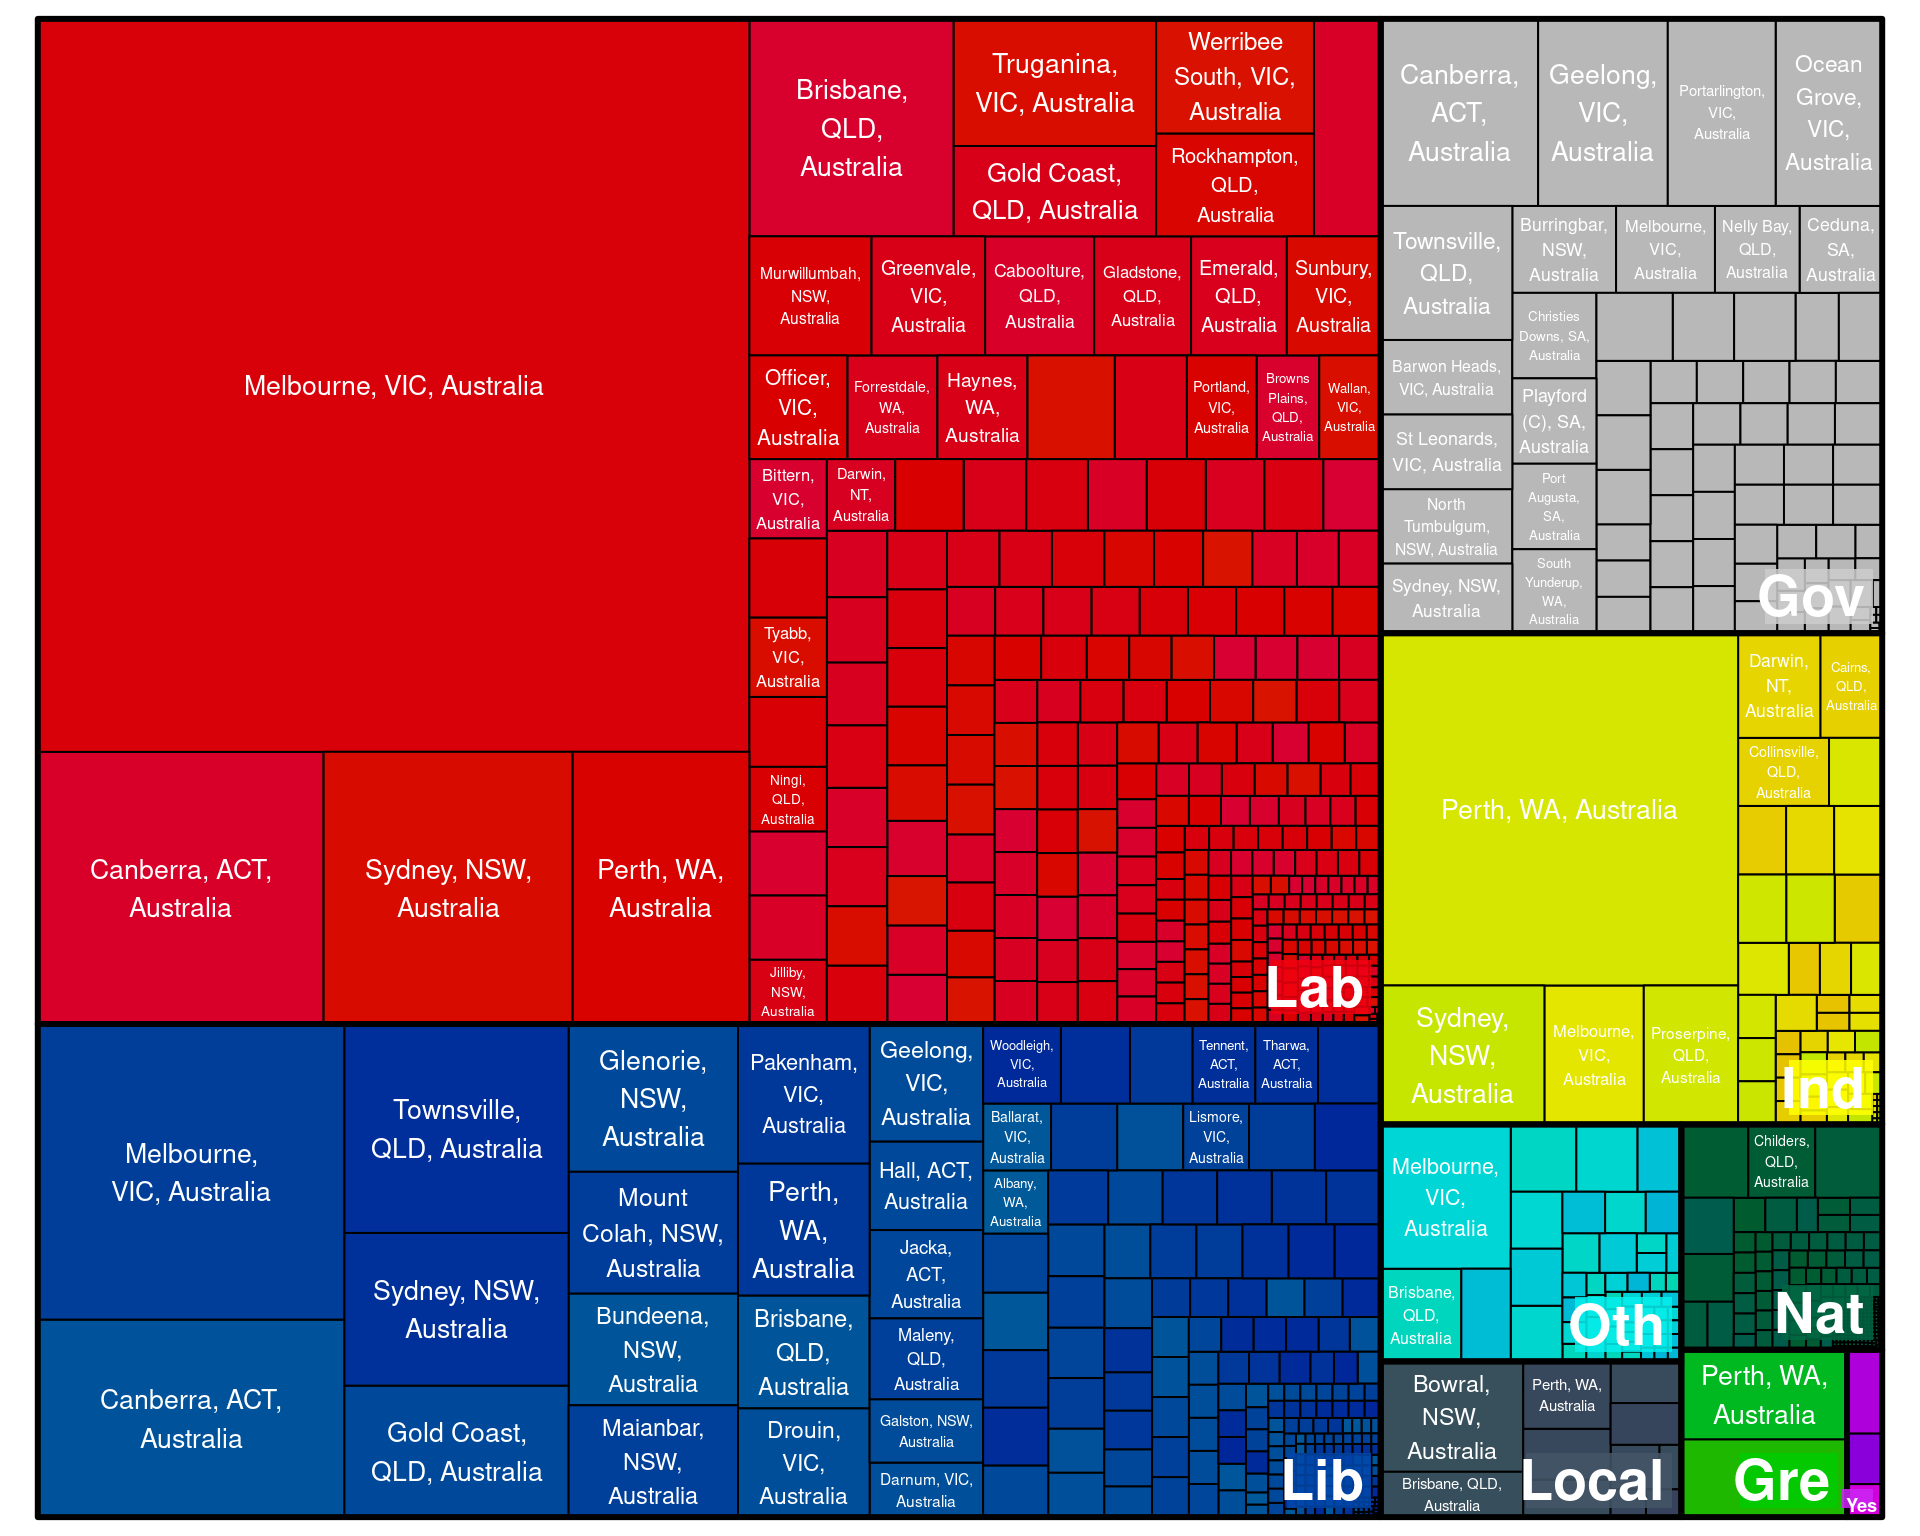 Melbourne, VIC, Australia
Canberra, ACT,
Australia
Sydney, NSW,
Australia
Perth, WA,
Australia
Brisbane,
QLD,
Australia
Truganina,
VIC, Australia
Gold Coast,
QLD, Australia
Werribee
South, VIC,
Australia
Rockhampton,
QLD,
Australia
Murwillumbah,
NSW,
Australia
Greenvale,
VIC,
Australia
Caboolture,
QLD,
Australia
Gladstone,
QLD,
Australia
Emerald,
QLD,
Australia
Sunbury,
VIC,
Australia
Officer,
VIC,
Australia
Forrestdale,
WA,
Australia
Haynes,
WA,
Australia
Portland,
VIC,
Australia
Browns
Plains,
QLD,
Australia
Wallan,
VIC,
Australia
Bittern,
VIC,
Australia
Darwin,
NT,
Australia
Tyabb,
VIC,
Australia
Ningi,
QLD,
Australia
Jilliby,
NSW,
Australia
Lab
Canberra,
ACT,
Australia
Geelong,
VIC,
Australia
Portarlington,
VIC,
Australia
Ocean
Grove,
VIC,
Australia
Townsville,
QLD,
Australia
Burringbar,
NSW,
Australia
Melbourne,
VIC,
Australia
Nelly Bay,
QLD,
Australia
Ceduna,
SA,
Australia
Barwon Heads,
VIC, Australia
St Leonards,
VIC, Australia
North
Tumbulgum,
NSW, Australia
Sydney, NSW,
Australia
Christies
Downs, SA,
Australia
Playford
(C), SA,
Australia
Port
Augusta,
SA,
Australia
South
Yunderup,
WA,
Australia
Gov
Perth, WA, Australia
Sydney,
NSW,
Australia
Melbourne,
VIC,
Australia
Proserpine,
QLD,
Australia
Darwin,
NT,
Australia
Cairns,
QLD,
Australia
Collinsville,
QLD,
Australia
Ind
Melbourne,
VIC, Australia
Canberra, ACT,
Australia
Townsville,
QLD, Australia
Sydney, NSW,
Australia
Gold Coast,
QLD, Australia
Glenorie,
NSW,
Australia
Mount
Colah, NSW,
Australia
Bundeena,
NSW,
Australia
Maianbar,
NSW,
Australia
Pakenham,
VIC,
Australia
Perth,
WA,
Australia
Brisbane,
QLD,
Australia
Drouin,
VIC,
Australia
Geelong,
VIC,
Australia
Hall, ACT,
Australia
Jacka,
ACT,
Australia
Maleny,
QLD,
Australia
Galston, NSW,
Australia
Darnum, VIC,
Australia
Woodleigh,
VIC,
Australia
Tennent,
ACT,
Australia
Tharwa,
ACT,
Australia
Ballarat,
VIC,
Australia
Lismore,
VIC,
Australia
Albany,
WA,
Australia
Lib
Melbourne,
VIC,
Australia
Brisbane,
QLD,
Australia
Oth
Childers,
QLD,
Australia
Nat
Bowral,
NSW,
Australia
Brisbane, QLD,
Australia
Perth, WA,
Australia
Local
Perth, WA,
Australia
Gre
Yes